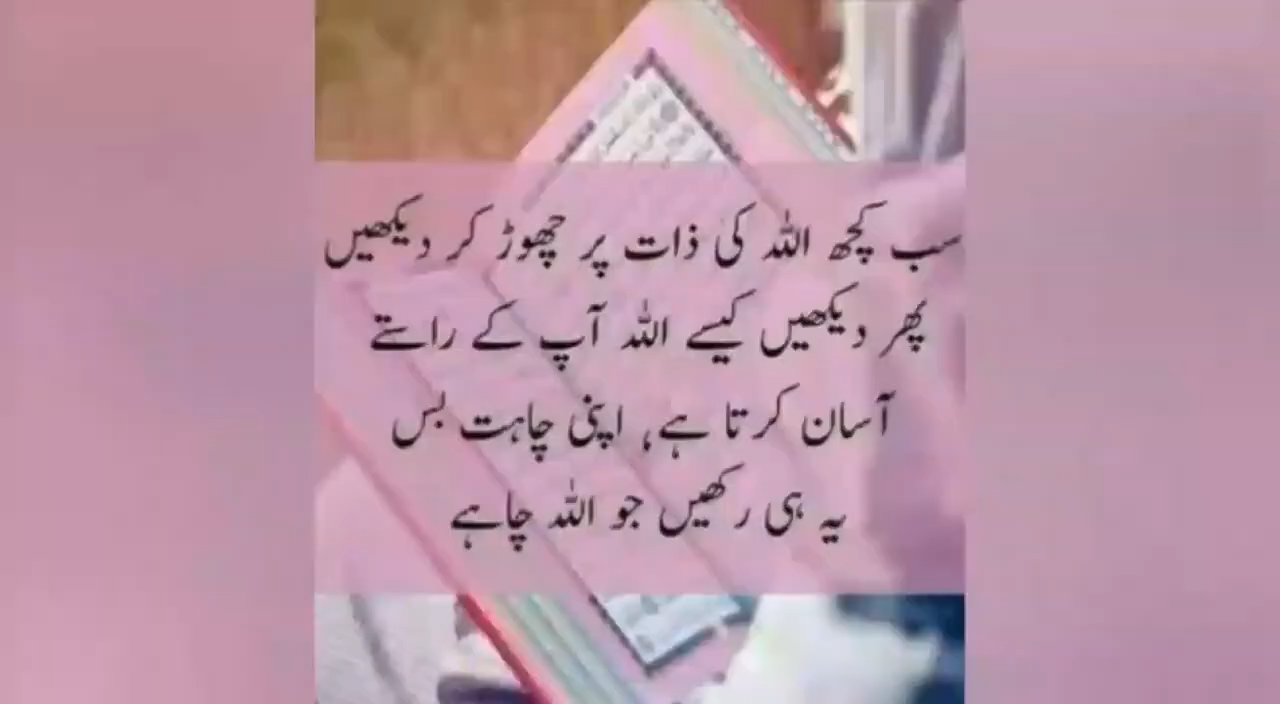 سب کچھ اللہ کی ذات پر چھوڑ کر دیکھیں
پھر دیکھیں کیسے اللہ آپ کے راستے
آسان کرتا ہے, اپنی چاہت بس
یہ ہی رکھیں جو اللہ چاہے